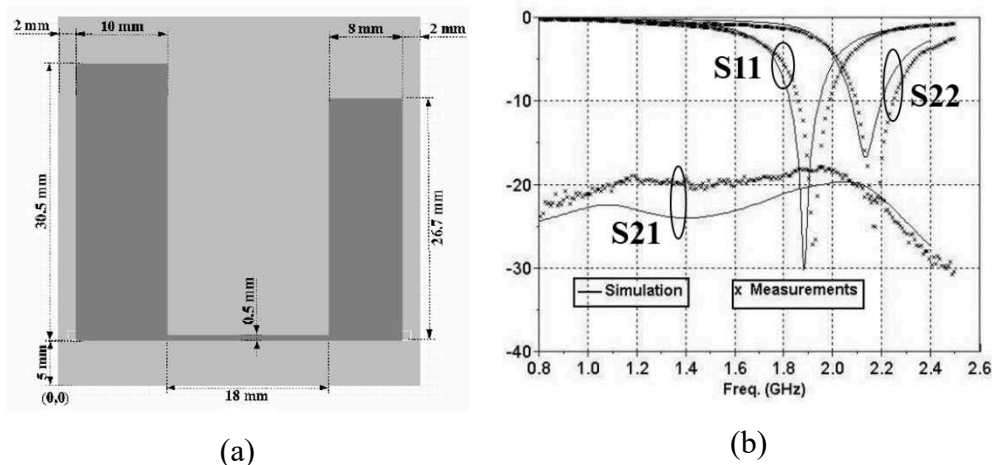 2 mm
10 mm
8 mm
2 mm
30.5 mm
26.7 mm
0.5 mm
5 mm
(0,0)
18 mm
(a)
0
-10
-20
-30
-40
S11
S22
S21
Simulation
x Measurements
0.8 1.0 1.2 1.4 1.6 1.8 2.0 2.2 2.4 2.6
Freq. (GHz)
(b)